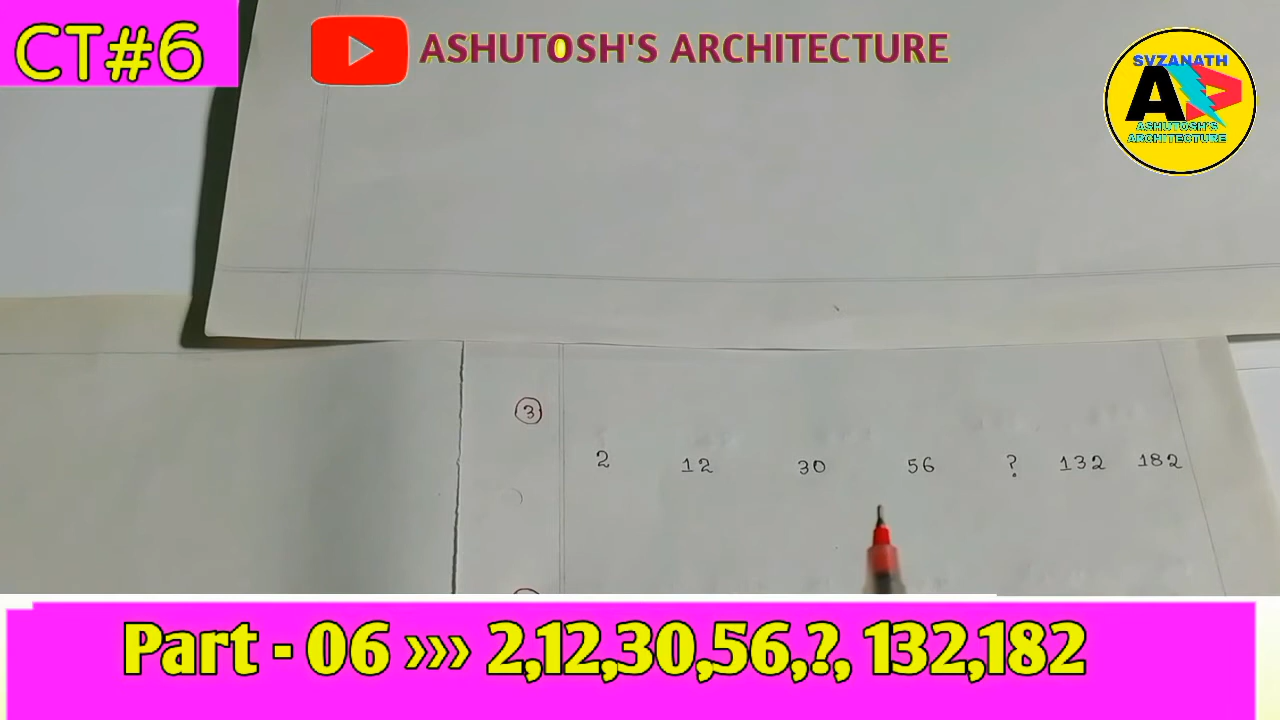 CT#6
ASHUTOSH'S ARCHITECTURE
SVZANATH
AA
ASHUTOSH'S
ARCHITECTURE
3
2 12 30 56 ? 132 182
Part - 06 >>> 2,12,30,56,?, 132,182